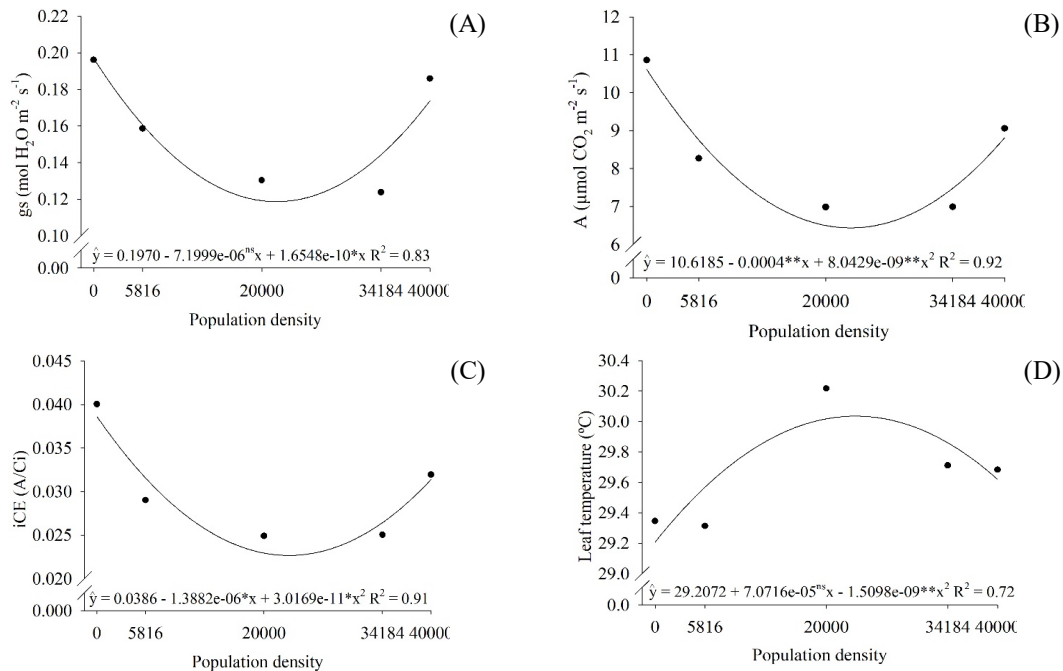 (A)
gs (mol H₂O m⁻² s⁻¹)
0.22
0.20
0.18
0.16
0.14
0.12
0.10
0.00
ŷ = 0.1970 - 7.1999e-06ⁿˢx + 1.6548e-10*x R² = 0.83
0 5816 20000 34184 40000
Population density
(B)
A (µmol CO₂ m⁻² s⁻¹)
12
11
10
9
8
7
6
0
ŷ = 10.6185 - 0.0004**x + 8.0429e-09**x² R² = 0.92
0 5816 20000 34184 40000
Population density
(C)
iCE (A/Ci)
0.045
0.040
0.035
0.030
0.025
0.020
0.000
ŷ = 0.0386 - 1.3882e-06*x + 3.0169e-11*x² R² = 0.91
0 5816 20000 34184 40000
Population density
(D)
Leaf temperature (ºC)
30.4
30.2
30.0
29.8
29.6
29.4
29.2
29.0
0.0
ŷ = 29.2072 + 7.0716e-05ⁿˢx - 1.5098e-09**x² R² = 0.72
0 5816 20000 34184 40000
Population density